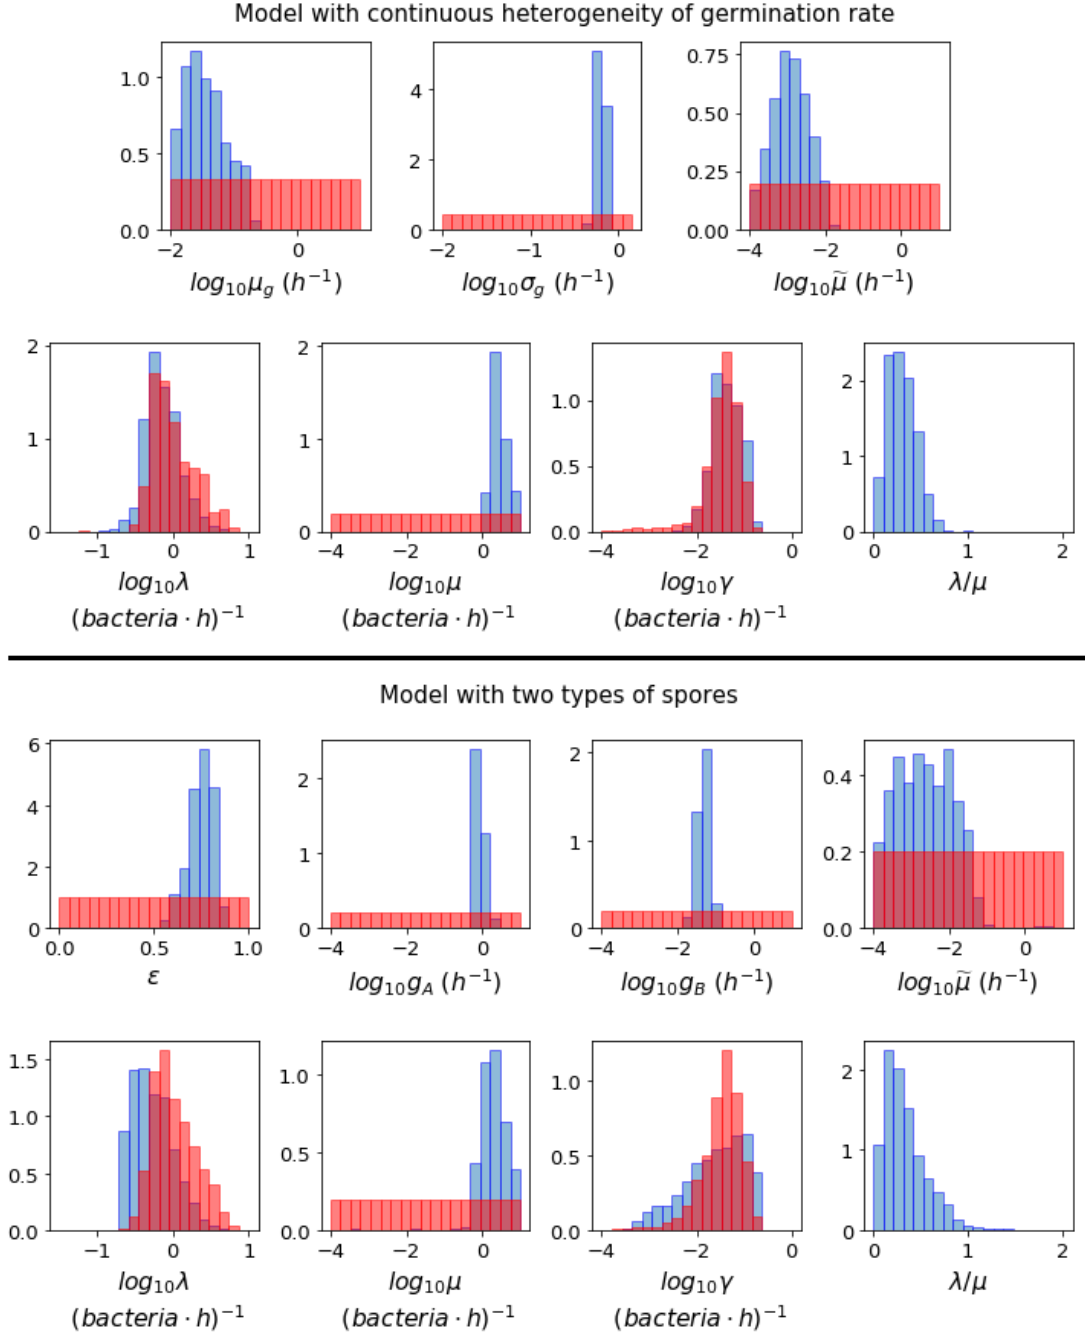 Model with continuous heterogeneity of germination rate
1.0
0.5
0.0
−2 0
log₁₀μ_g (h⁻¹)
4
2
0
−2 −1 0
log₁₀σ_g (h⁻¹)
0.75
0.50
0.25
0.00
−4 −2 0
log₁₀μ̃ (h⁻¹)
2
1
0
−1 0 1
log₁₀λ
(bacteria · h)⁻¹
2
1
0
−4 −2 0
log₁₀μ
(bacteria · h)⁻¹
1.0
0.5
0.0
−4 −2 0
log₁₀γ
(bacteria · h)⁻¹
2
1
0
0 1 2
λ/μ
Model with two types of spores
6
4
2
0
0.0 0.5 1.0
ε
2
1
0
−4 −2 0
log₁₀g_A (h⁻¹)
2
1
0
−4 −2 0
log₁₀g_B (h⁻¹)
0.4
0.2
0.0
−4 −2 0
log₁₀μ̃ (h⁻¹)
1.5
1.0
0.5
0.0
−1 0 1
log₁₀λ
(bacteria · h)⁻¹
1.0
0.5
0.0
−4 −2 0
log₁₀μ
(bacteria · h)⁻¹
1.0
0.5
0.0
−4 −2 0
log₁₀γ
(bacteria · h)⁻¹
2
1
0
0 1 2
λ/μ